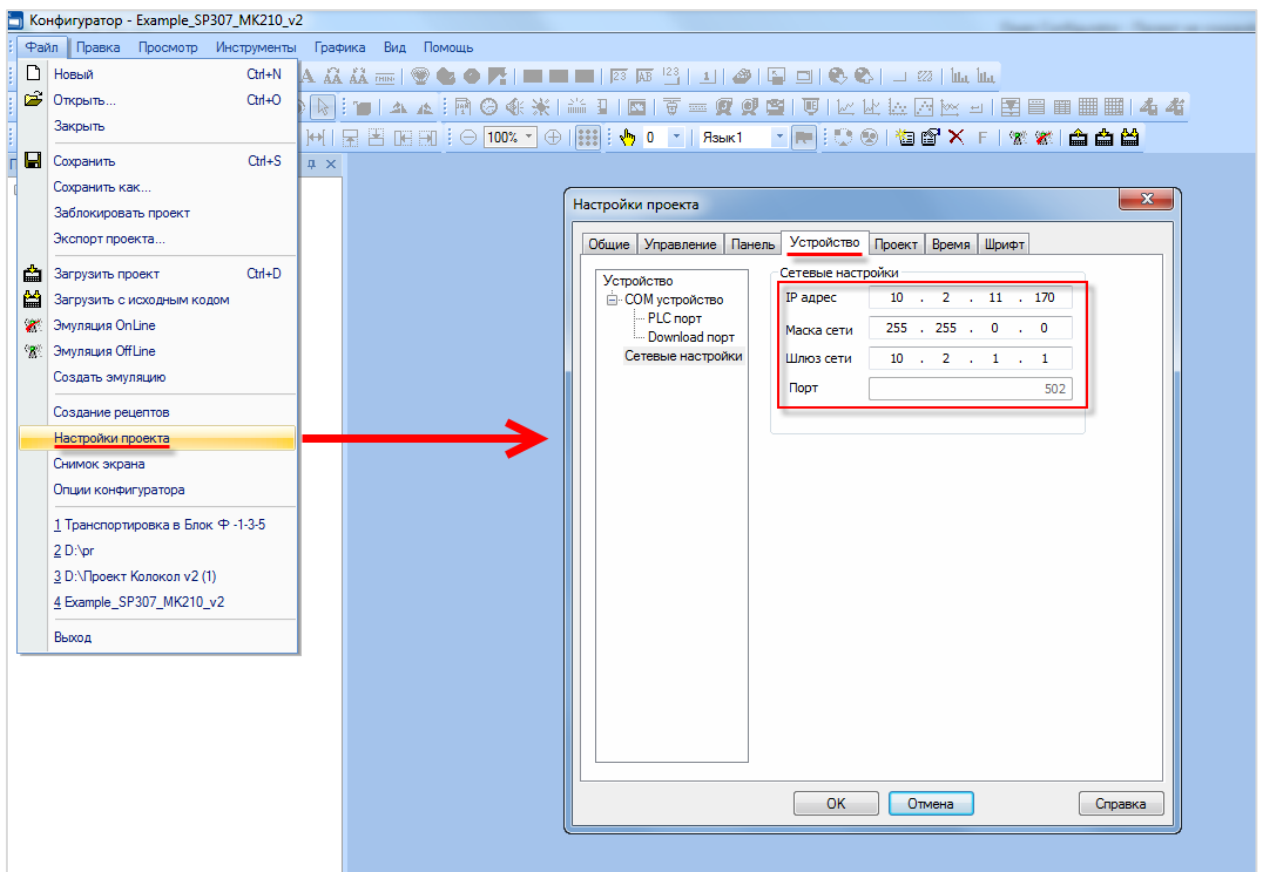 Конфигуратор - Example_SP307_MK210_v2
Файл Правка Просмотр Инструменты Графика Вид Помощь
Новый Ctrl+N
Открыть... Ctrl+O
Закрыть
100% 0 Язык1
Сохранить Ctrl+S
Сохранить как...
Заблокировать проект
Экспорт проекта...
Загрузить проект Ctrl+D
Загрузить с исходным кодом
Эмуляция OnLine
Эмуляция OffLine
Создать эмуляцию
Создание рецептов
Настройки проекта
Снимок экрана
Опции конфигуратора
1 Транспортировка в Блок Ф -1-3-5
2 D:\pr
3 D:\Проект Колокол v2 (1)
4 Example_SP307_MK210_v2
Выход
Настройки проекта
Общие Управление Панель Устройство Проект Время Шрифт
Устройство
COM устройство
PLC порт
Download порт
Сетевые настройки
Сетевые настройки
IP адрес 10 . 2 . 11 . 170
Маска сети 255 . 255 . 0 . 0
Шлюз сети 10 . 2 . 1 . 1
Порт 502
OK Отмена Справка